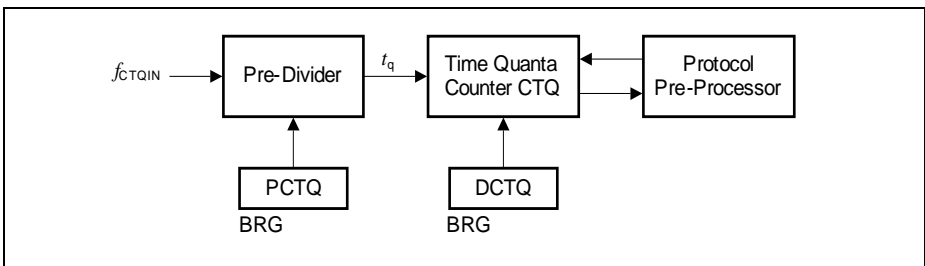 fCTQIN
Pre-Divider
tq
Time Quanta
Counter CTQ
Protocol
Pre-Processor
PCTQ
BRG
DCTQ
BRG